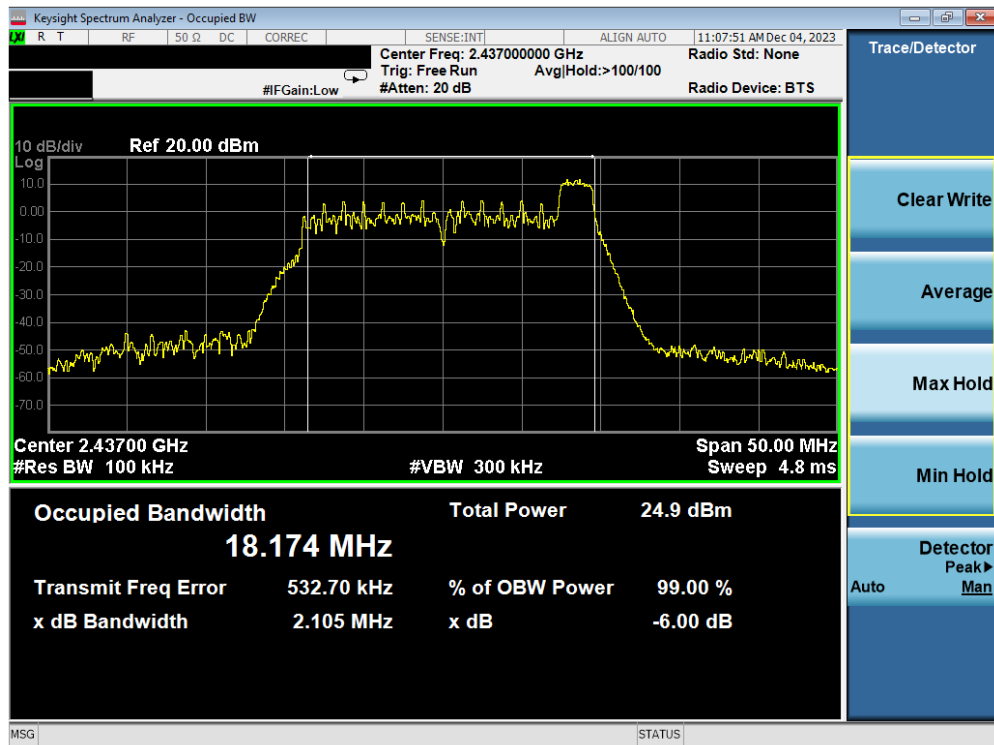 Keysight Spectrum Analyzer - Occupied BW
LXI R T RF 50 Ω DC CORREC SENSE:INT ALIGN AUTO 11:07:51 AM Dec 04, 2023
Center Freq: 2.437000000 GHz Radio Std: None
Trig: Free Run Avg|Hold:>100/100
#IFGain:Low #Atten: 20 dB Radio Device: BTS
10 dB/div Ref 20.00 dBm
Log
10.0
0.00
-10.0
-20.0
-30.0
-40.0
-50.0
-60.0
-70.0
Center 2.43700 GHz Span 50.00 MHz
#Res BW 100 kHz #VBW 300 kHz Sweep 4.8 ms
Occupied Bandwidth Total Power 24.9 dBm
18.174 MHz
Transmit Freq Error 532.70 kHz % of OBW Power 99.00 %
x dB Bandwidth 2.105 MHz x dB -6.00 dB
Trace/Detector
Clear Write
Average
Max Hold
Min Hold
Detector
Peak▶
Auto Man
MSG STATUS